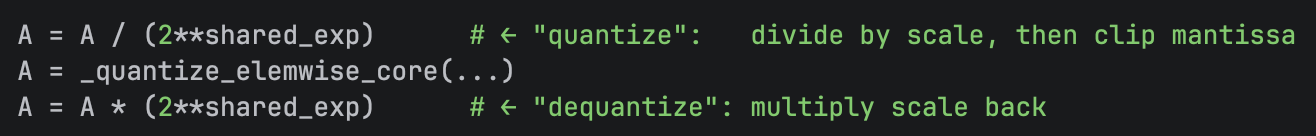 A = A / (2**shared_exp)      # ← "quantize":   divide by scale, then clip mantissa
A = _quantize_elemwise_core(...)
A = A * (2**shared_exp)      # ← "dequantize": multiply scale back